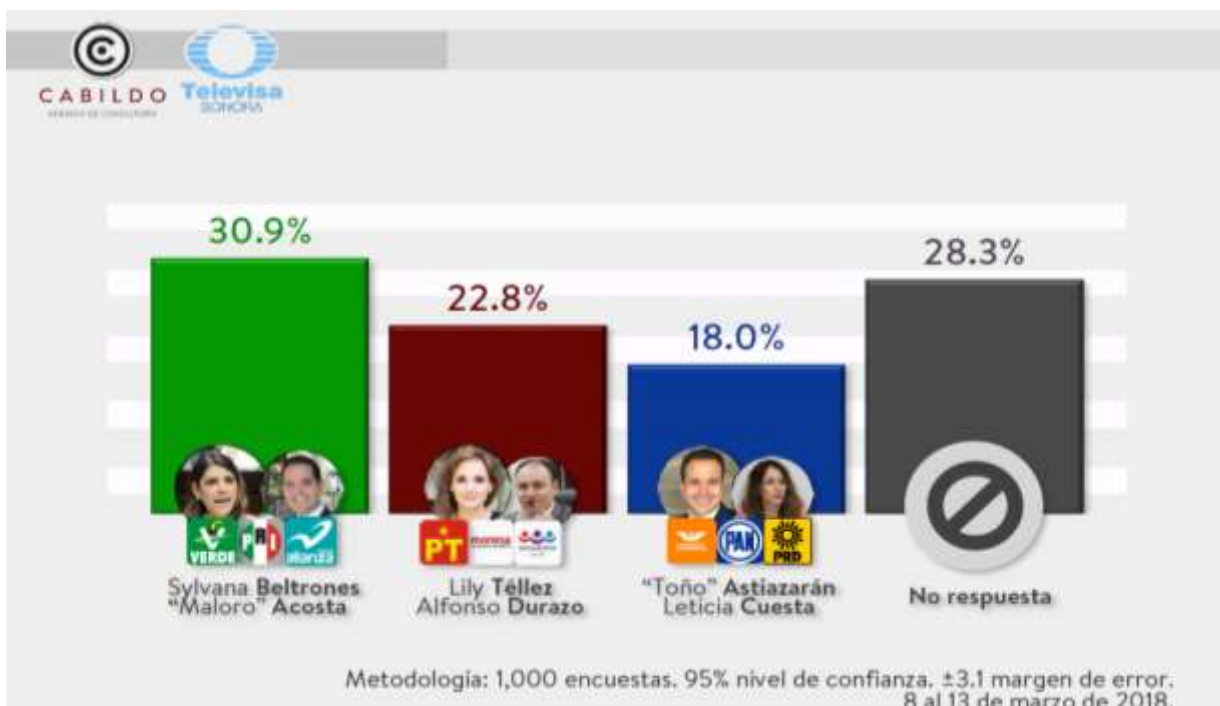 CABILDO
Televisa
SONORA
30.9%
22.8%
18.0%
28.3%
VERDE PRI alianza
PT morena
PAN PRD
Sylvana Beltrones
"Maloro" Acosta
Lily Téllez
Alfonso Durazo
"Toño" Astiazarán
Leticia Cuesta
No respuesta
Metodología: 1,000 encuestas. 95% nivel de confianza. ±3.1 margen de error.
8 al 13 de marzo de 2018.